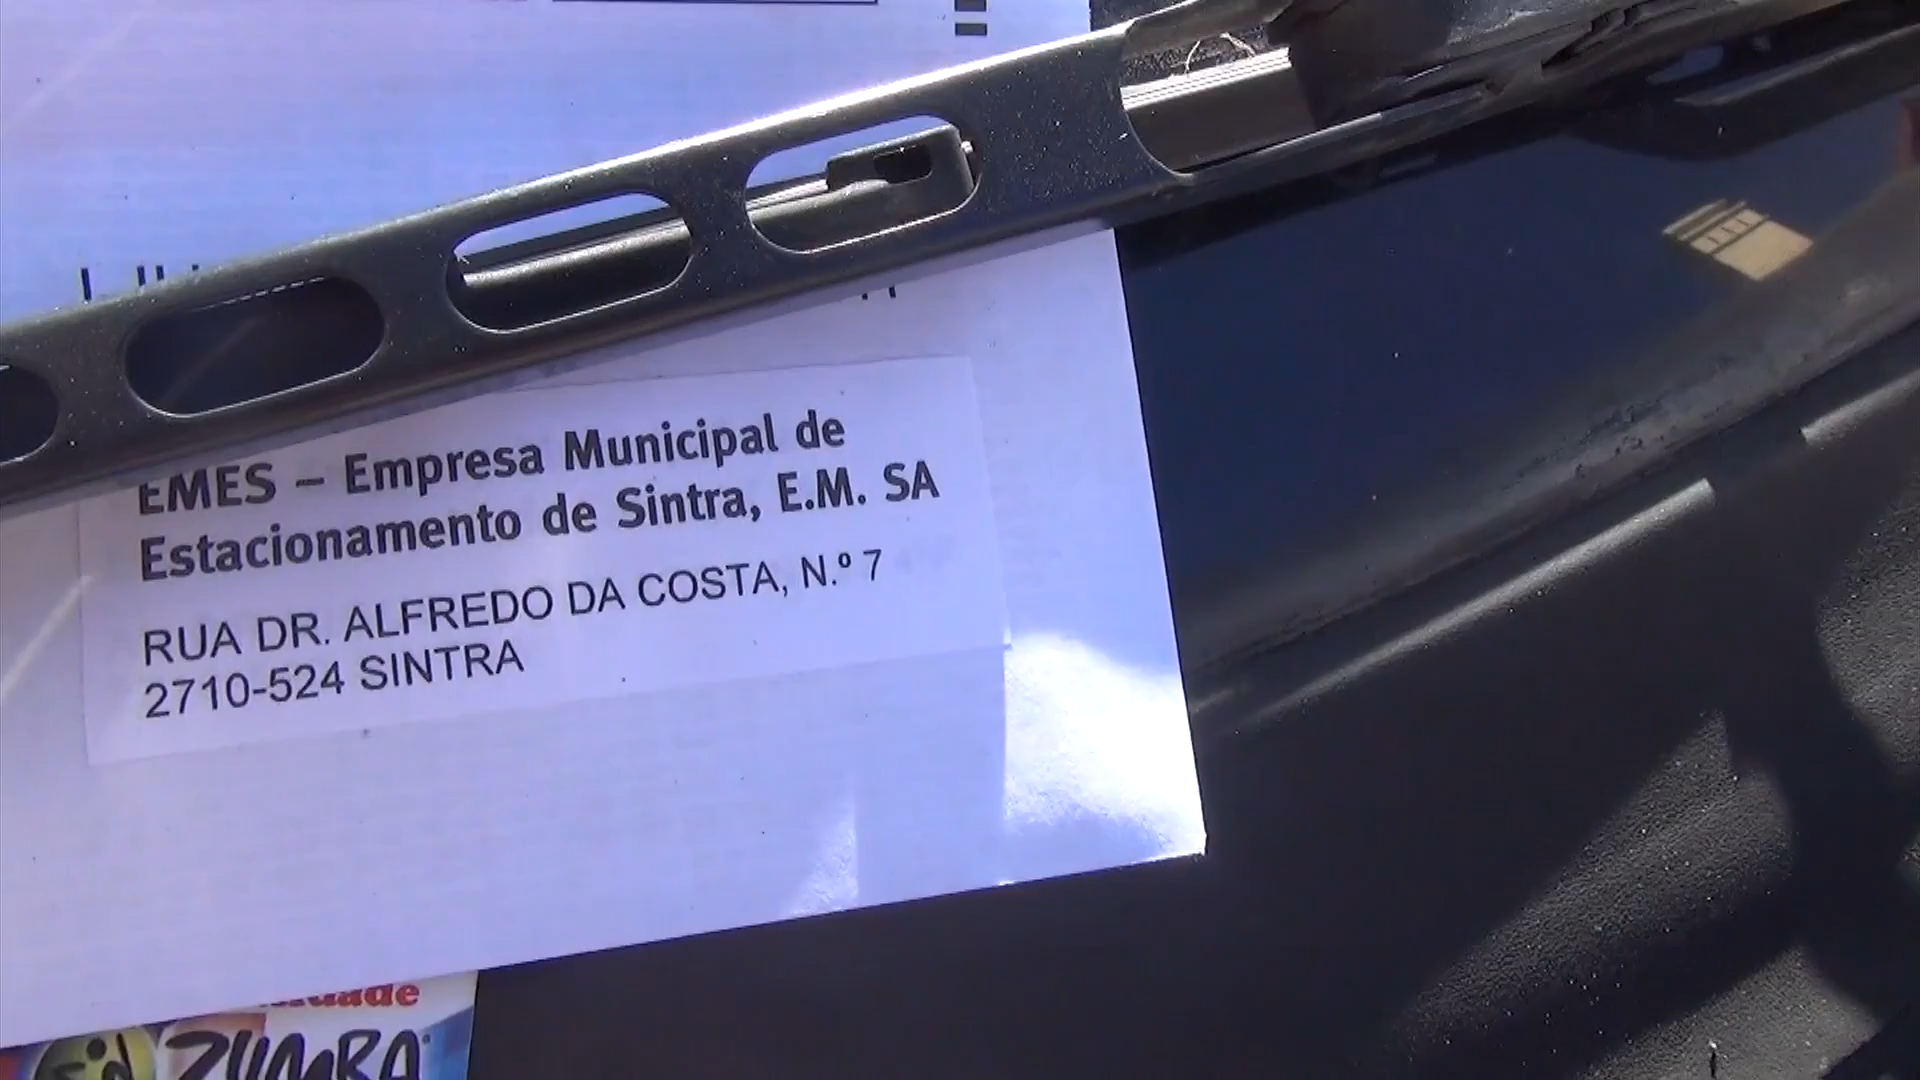 EMES – Empresa Municipal de
Estacionamento de Sintra, E.M. SA
RUA DR. ALFREDO DA COSTA, N.º 7
2710-524 SINTRA
ZUMBA